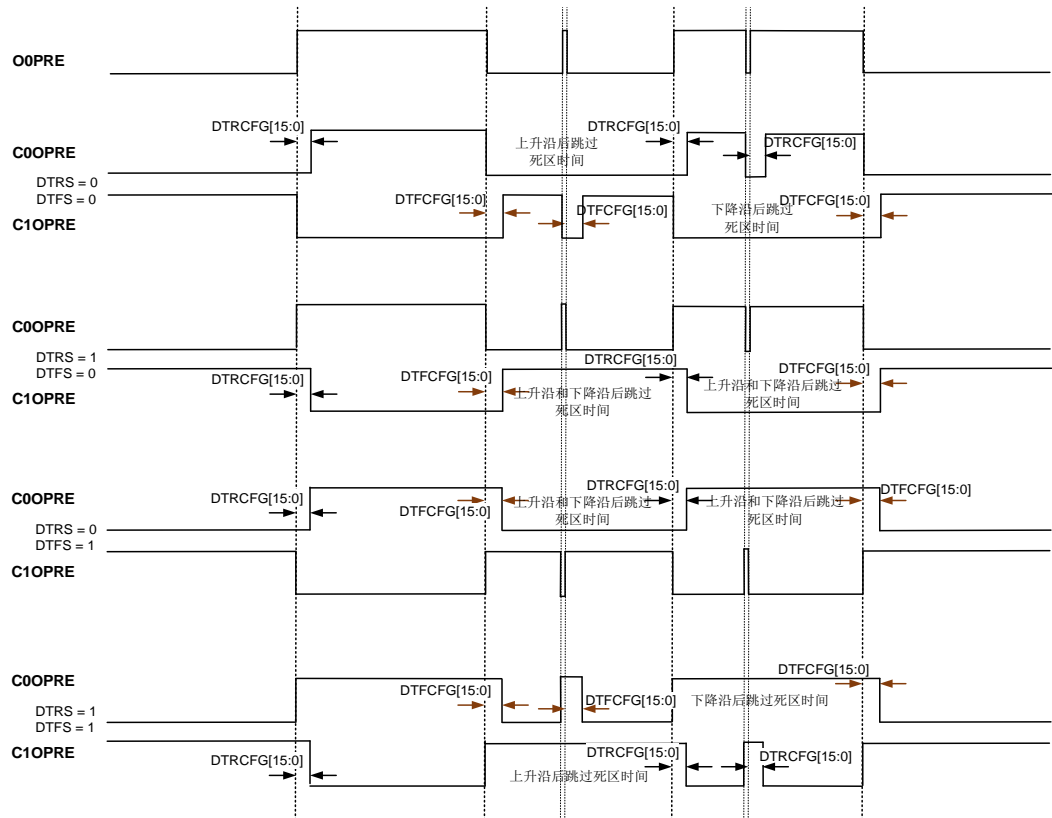 O0PRE
DTRCFG[15:0]
上升沿后跳过
死区时间
DTRCFG[15:0]
DTRCFG[15:0]
C0OPRE
DTRS = 0
DTFS = 0
C1OPRE
DTFCFG[15:0]
DTFCFG[15:0]
下降沿后跳过
死区时间
DTFCFG[15:0]
C0OPRE
DTRS = 1
DTFS = 0
C1OPRE
DTRCFG[15:0]
DTFCFG[15:0]
上升沿和下降沿后跳过
死区时间
DTRCFG[15:0]
上升沿和下降沿后跳过
死区时间
DTFCFG[15:0]
C0OPRE
DTRS = 0
DTFS = 1
C1OPRE
DTRCFG[15:0]
DTFCFG[15:0]
上升沿和下降沿后跳过
死区时间
DTRCFG[15:0]
上升沿和下降沿后跳过
死区时间
DTFCFG[15:0]
C0OPRE
DTRS = 1
DTFS = 1
C1OPRE
DTFCFG[15:0]
DTFCFG[15:0]
下降沿后跳过死区时间
DTFCFG[15:0]
DTRCFG[15:0]
上升沿后跳过死区时间
DTRCFG[15:0]
DTRCFG[15:0]